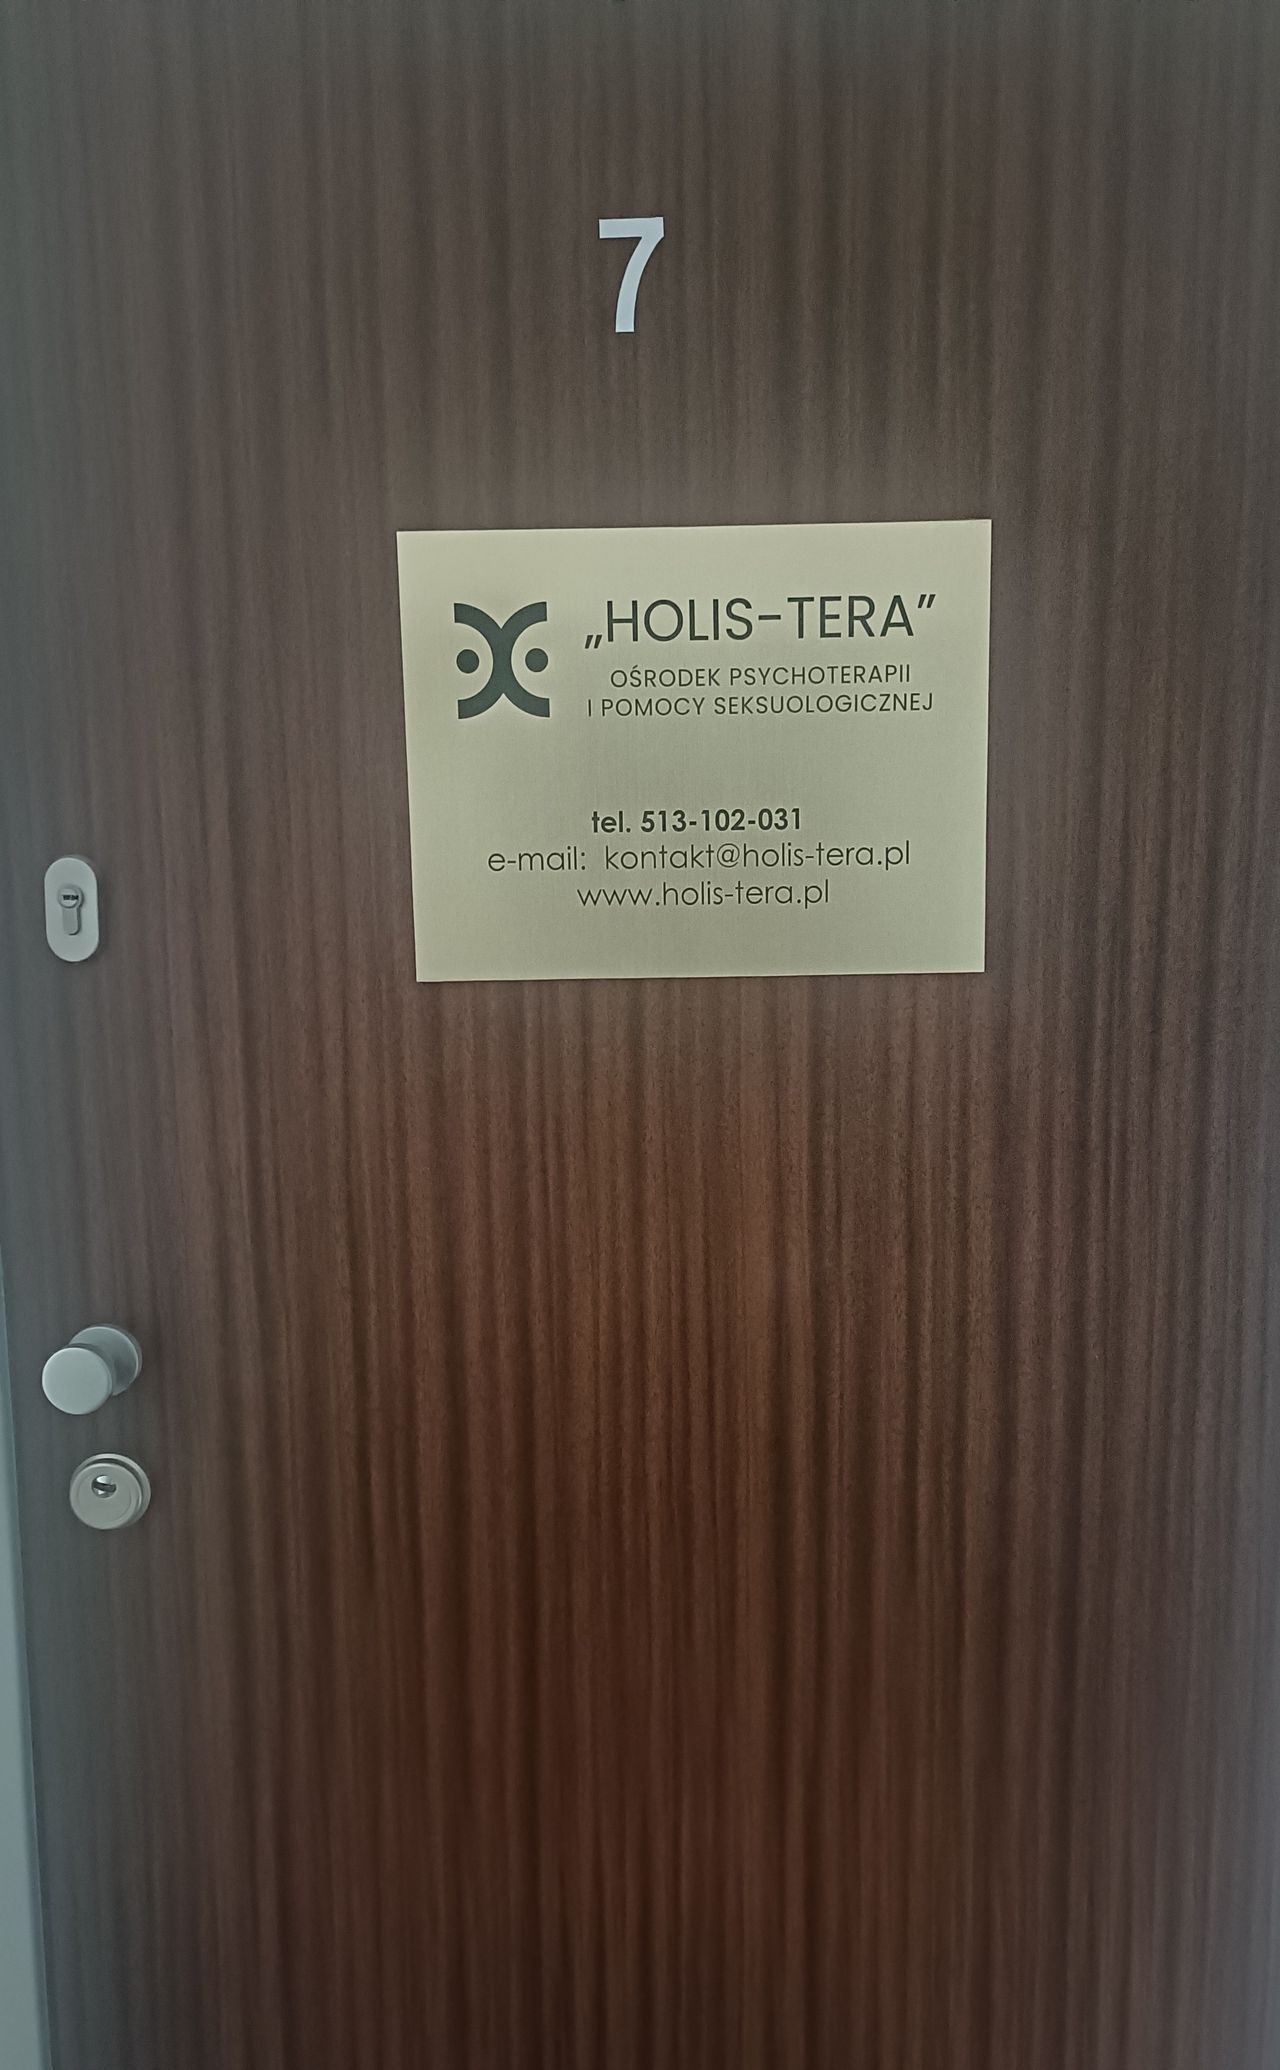 7
„HOLIS-TERA”
OŚRODEK PSYCHOTERAPII
I POMOCY SEKSUOLOGICZNEJ
tel. 513-102-031
e-mail: kontakt@holis-tera.pl
www.holis-tera.pl